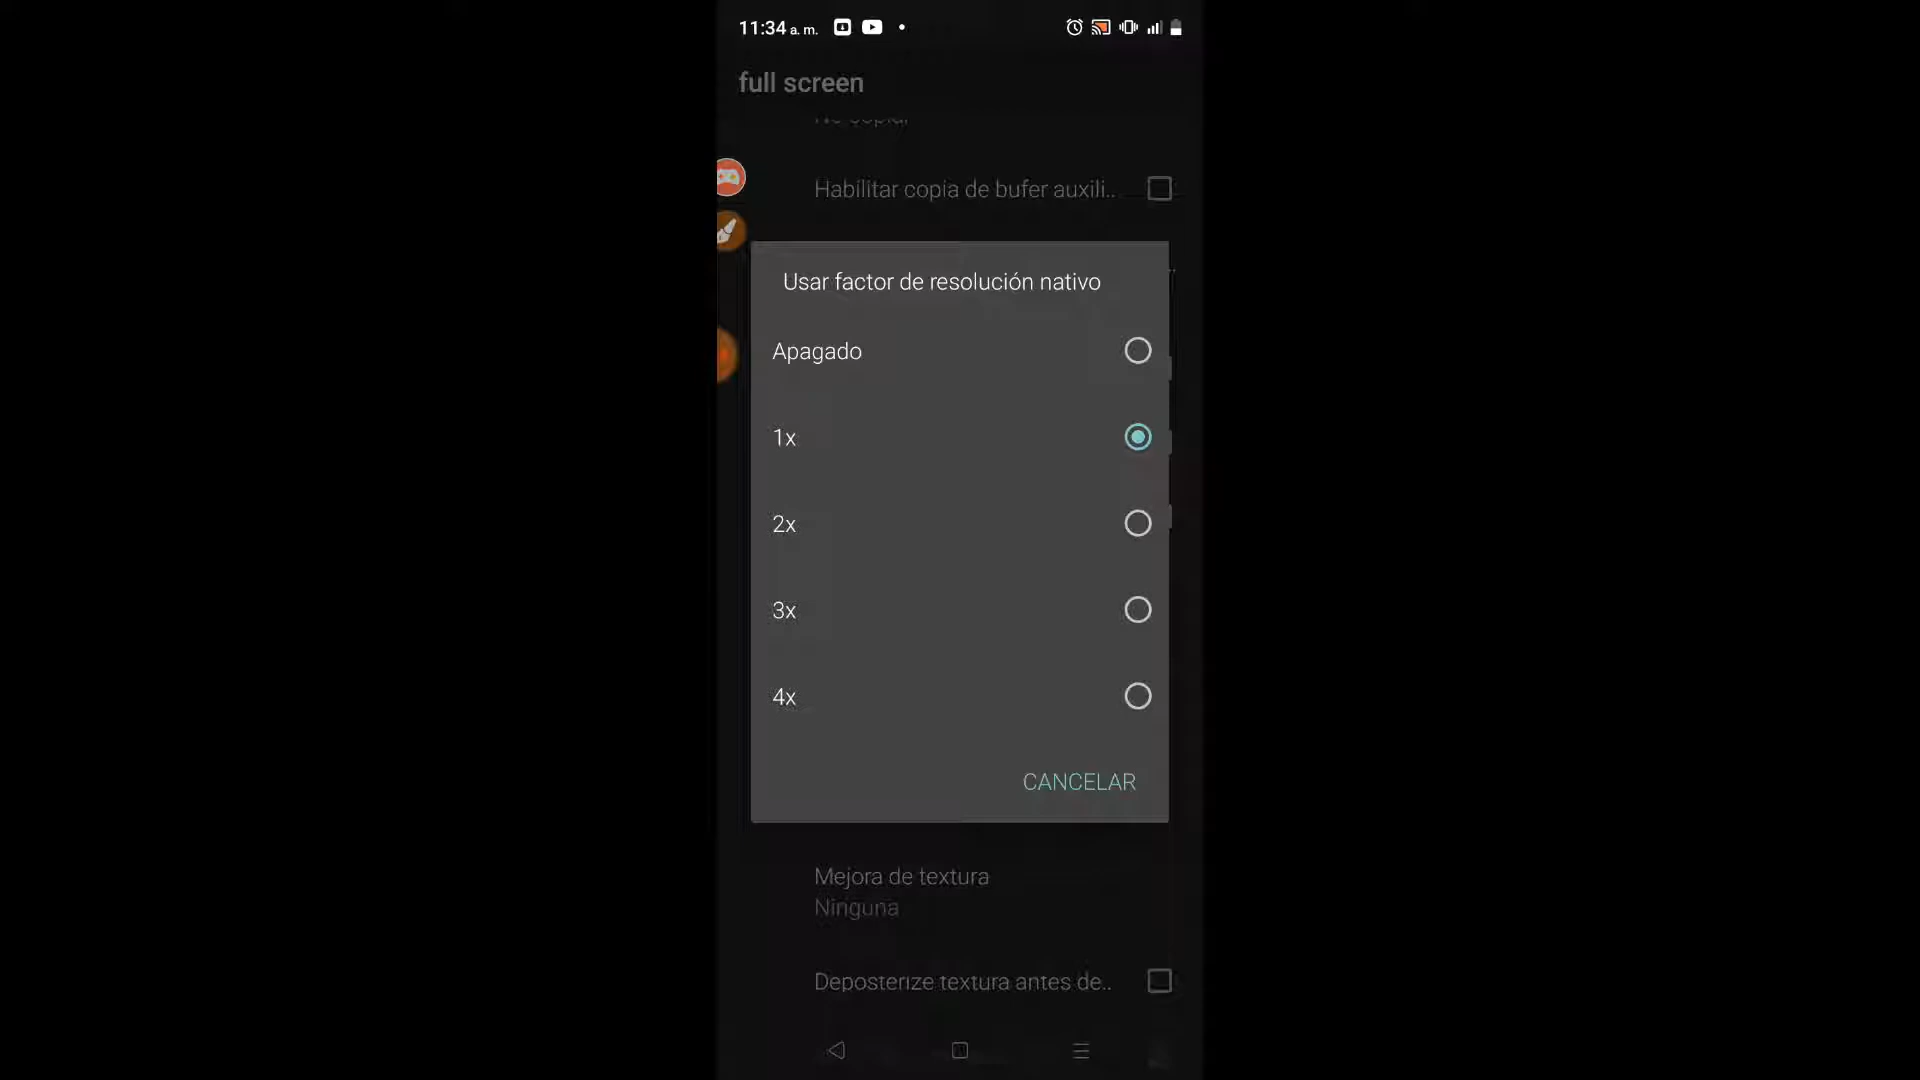 11:34 a. m.
full screen
Habilitar copia de bufer auxili..
Usar factor de resolución nativo
Apagado
1x
2x
3x
4x
CANCELAR
Mejora de textura
Ninguna
Deposterize textura antes de..